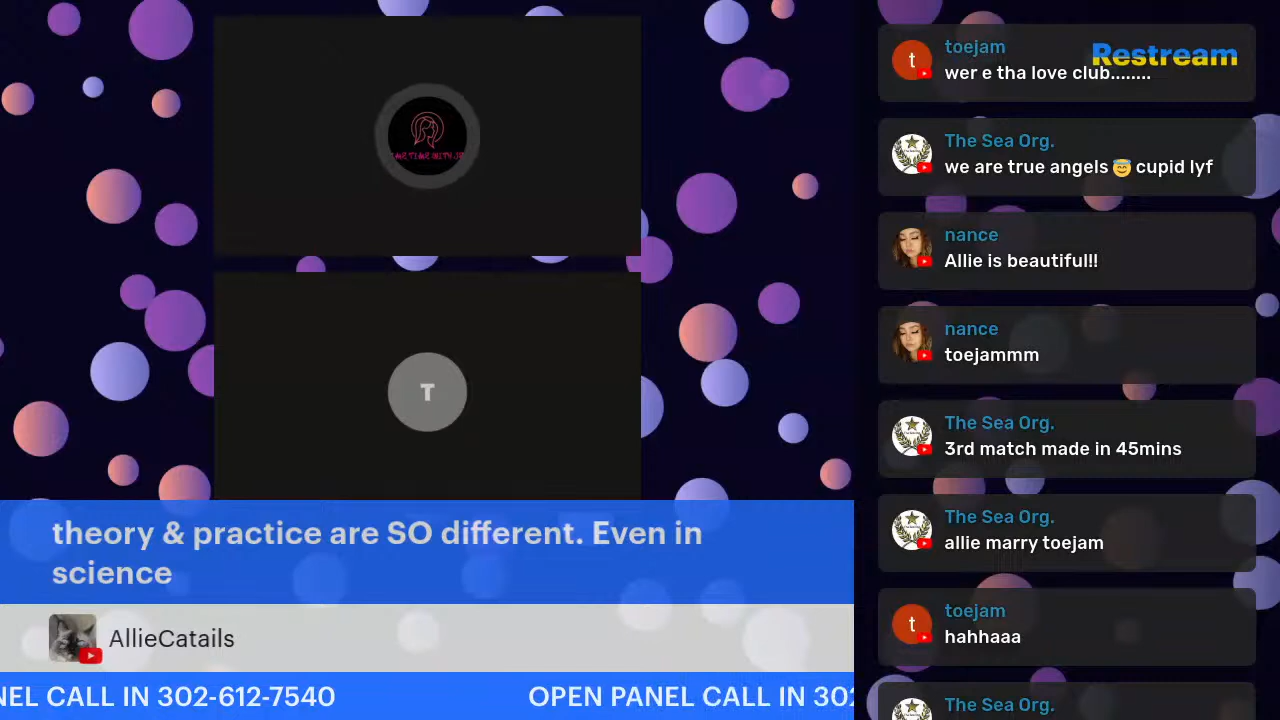 T
theory & practice are SO different. Even in
science
AllieCatails
NEL CALL IN 302-612-7540
OPEN PANEL CALL IN 302
Restream
t
toejam
wer e tha love club........
The Sea Org.
we are true angels 😇 cupid lyf
nance
Allie is beautiful!!
nance
toejammm
The Sea Org.
3rd match made in 45mins
The Sea Org.
allie marry toejam
t
toejam
hahhaaa
The Sea Org.